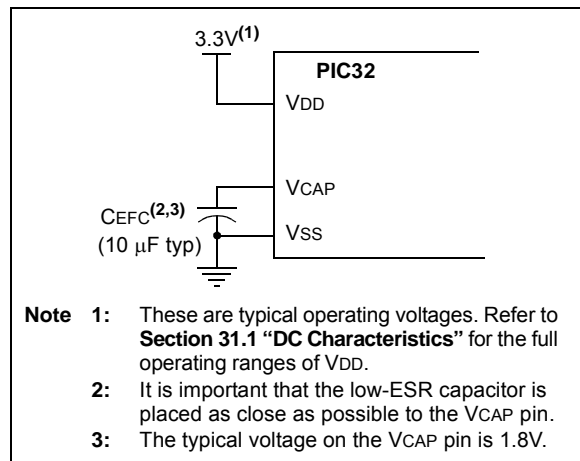 3.3V(1)
PIC32
VDD
VCAP
CEFC(2,3)
(10 μF typ)
VSS
Note 1: These are typical operating voltages. Refer to
Section 31.1 “DC Characteristics” for the full
operating ranges of VDD.
2: It is important that the low-ESR capacitor is
placed as close as possible to the VCAP pin.
3: The typical voltage on the VCAP pin is 1.8V.